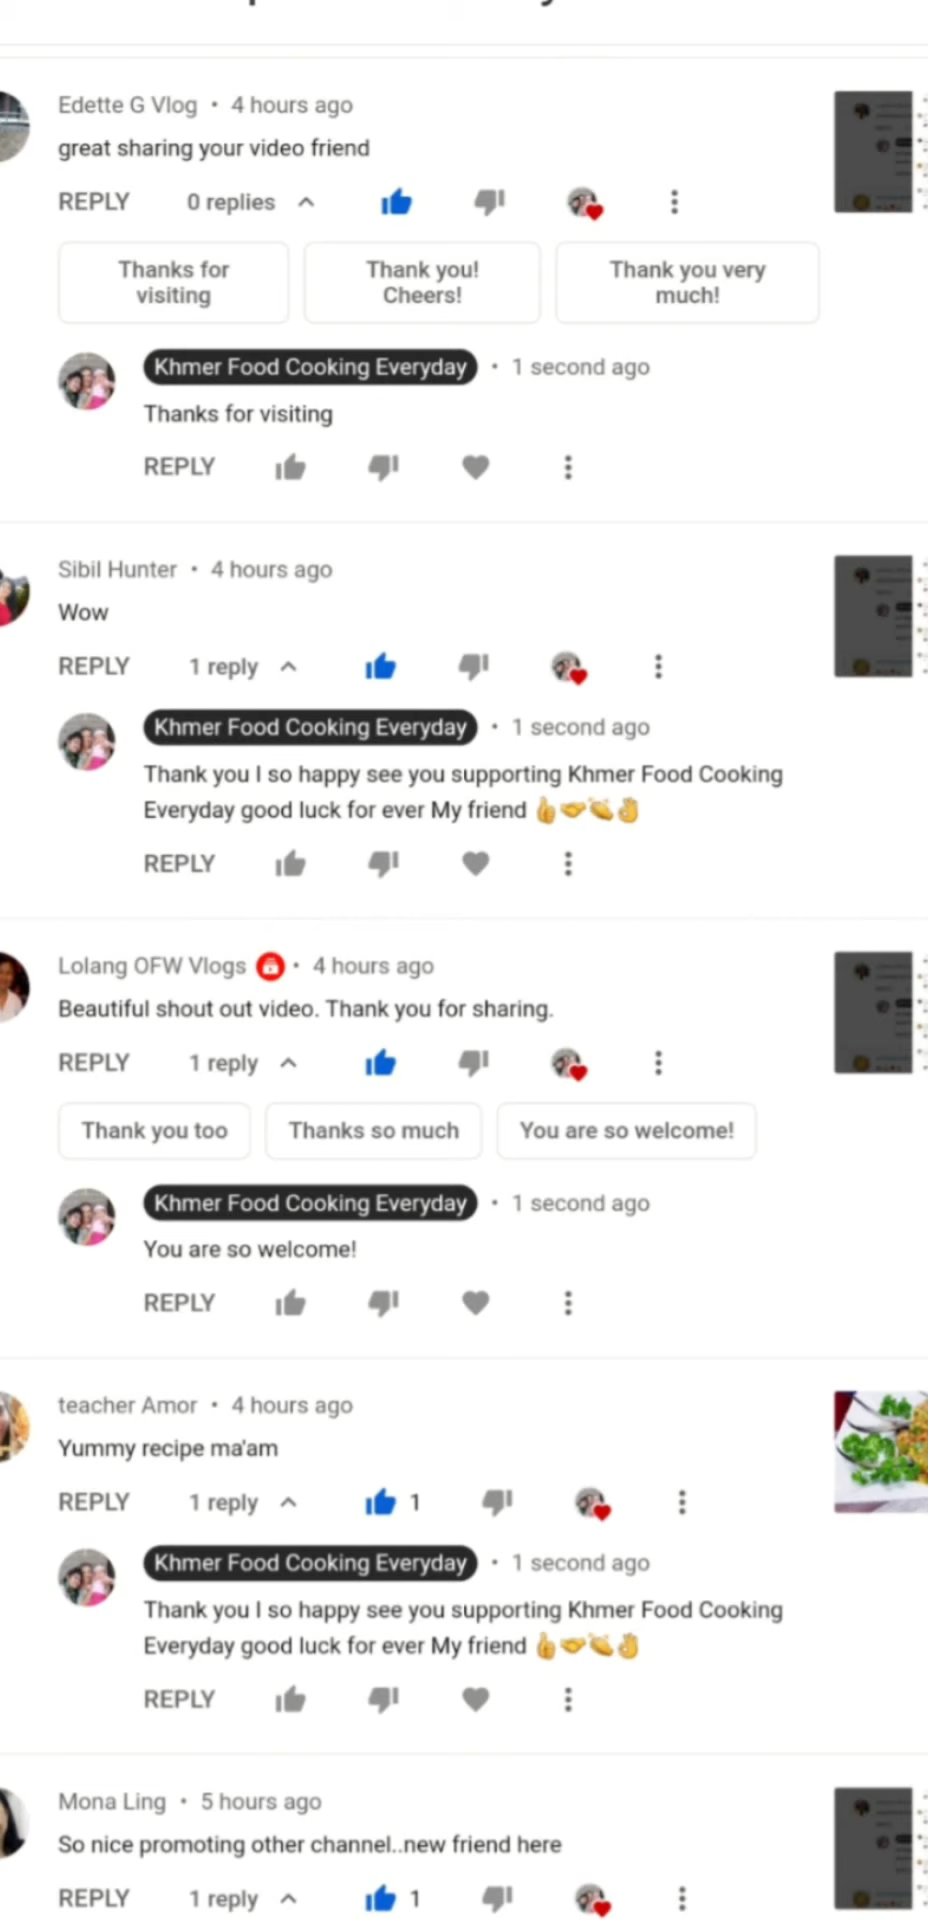 Edette G Vlog • 4 hours ago
great sharing your video friend
REPLY 0 replies
Thanks for visiting
Thank you! Cheers!
Thank you very much!
Khmer Food Cooking Everyday • 1 second ago
Thanks for visiting
REPLY
Sibil Hunter • 4 hours ago
Wow
REPLY 1 reply
Khmer Food Cooking Everyday • 1 second ago
Thank you I so happy see you supporting Khmer Food Cooking
Everyday good luck for ever My friend 👍🤝👏👌
REPLY
Lolang OFW Vlogs • 4 hours ago
Beautiful shout out video. Thank you for sharing.
REPLY 1 reply
Thank you too
Thanks so much
You are so welcome!
Khmer Food Cooking Everyday • 1 second ago
You are so welcome!
REPLY
teacher Amor • 4 hours ago
Yummy recipe ma'am
REPLY 1 reply 1
Khmer Food Cooking Everyday • 1 second ago
Thank you I so happy see you supporting Khmer Food Cooking
Everyday good luck for ever My friend 👍🤝👏👌
REPLY
Mona Ling • 5 hours ago
So nice promoting other channel..new friend here
REPLY 1 reply 1